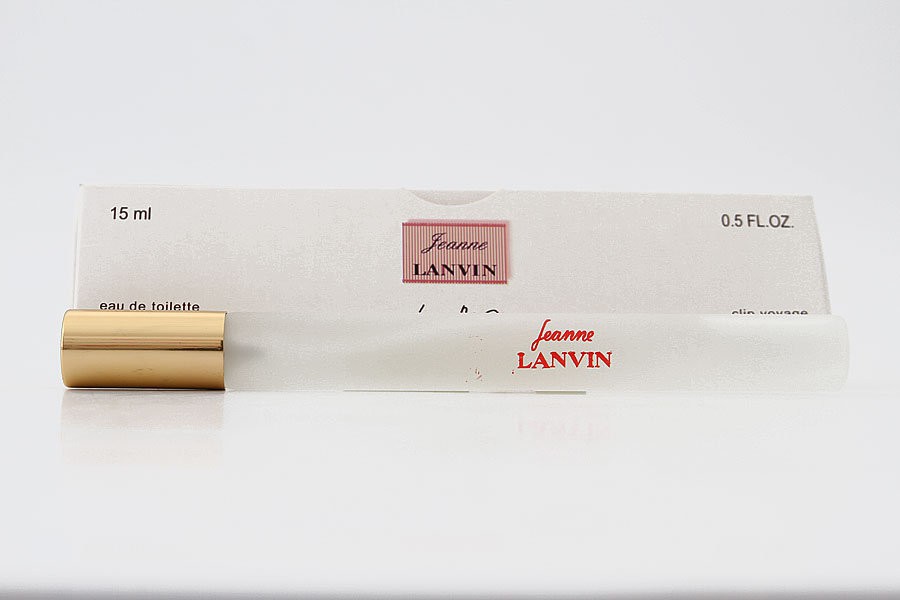 15 ml
0.5 FL.OZ.
Jeanne
LANVIN
eau de toilette
clip voyage
Jeanne
LANVIN